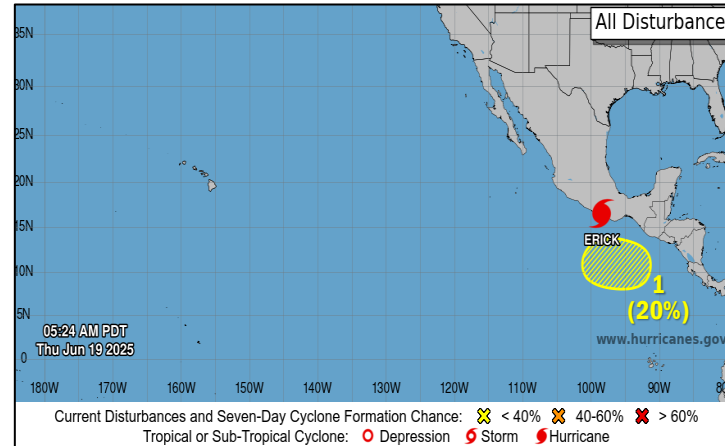 All Disturbance
35N
30N
25N
20N
15N
ERICK
10N
1
(20%)
5N
05:24 AM PDT
Thu Jun 19 2025
www.hurricanes.gov
0
180W 170W 160W 150W 140W 130W 120W 110W 100W 90W 80
Current Disturbances and Seven-Day Cyclone Formation Chance: < 40% 40-60% > 60%
Tropical or Sub-Tropical Cyclone: Depression Storm Hurricane